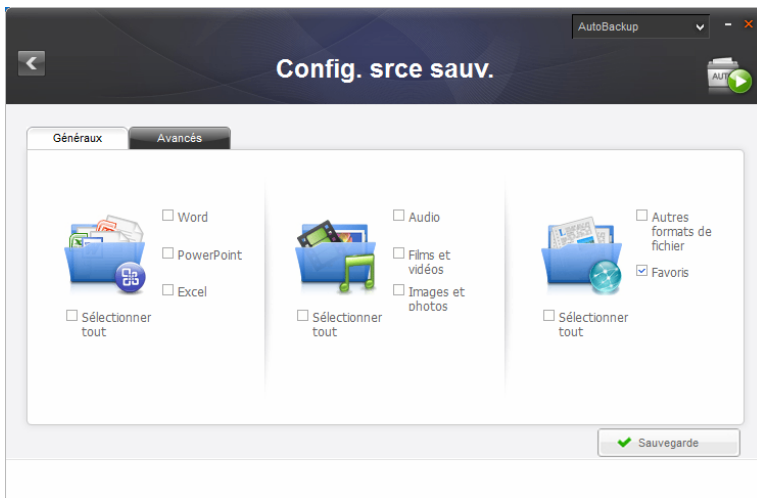 AutoBackup
Config. srce sauv.
AUTO
Généraux
Avancés
Word
PowerPoint
Excel
Sélectionner
tout
Audio
Films et
vidéos
Images et
photos
Sélectionner
tout
Autres
formats de
fichier
Favoris
Sélectionner
tout
Sauvegarde